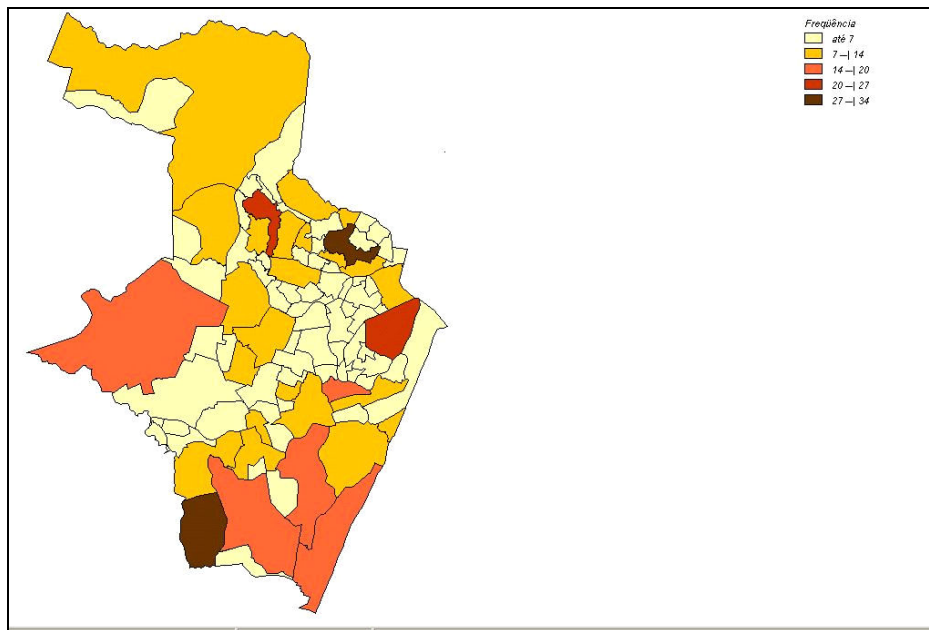 Freqüência
até 7
7 —| 14
14 —| 20
20 —| 27
27 —| 34